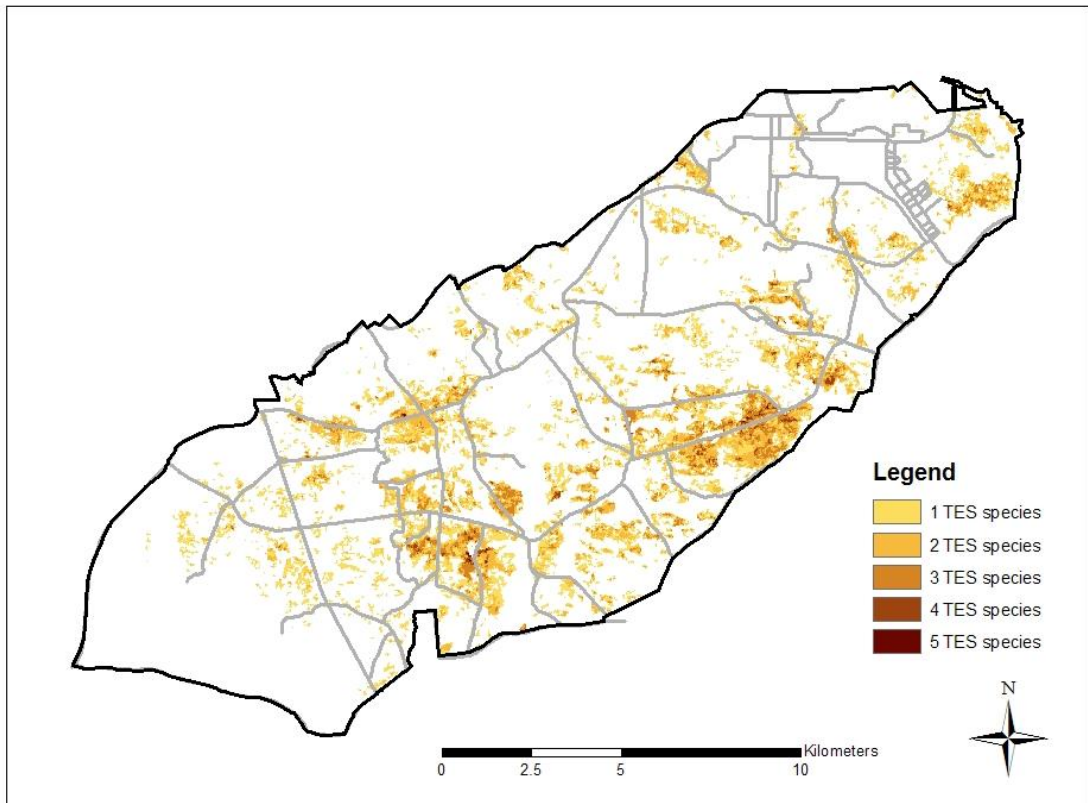 Legend
1 TES species
2 TES species
3 TES species
4 TES species
5 TES species
N
Kilometers
0 2.5 5 10